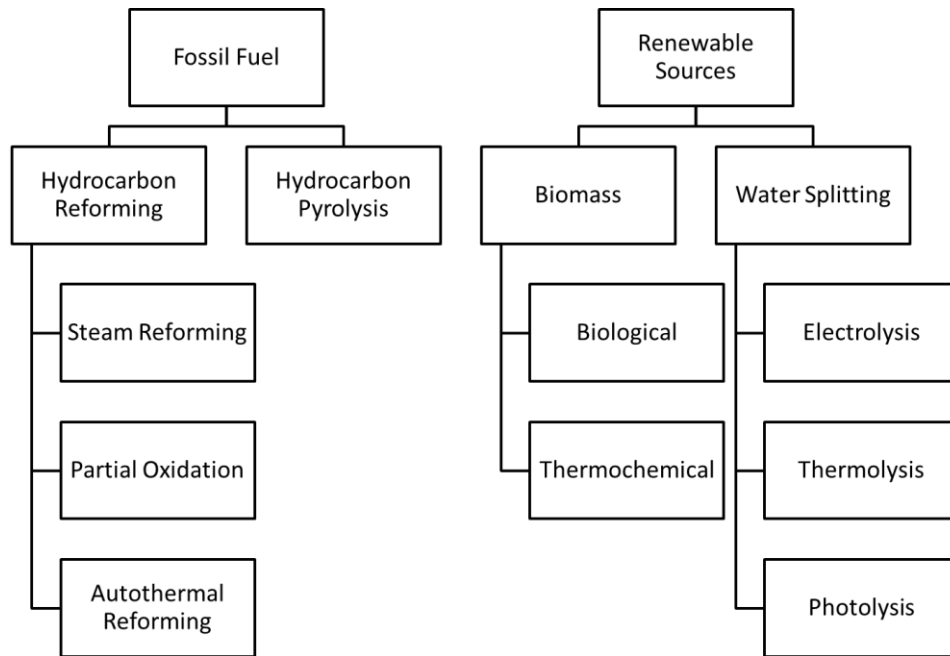 Fossil Fuel
Hydrocarbon
Reforming
Hydrocarbon
Pyrolysis
Steam Reforming
Partial Oxidation
Autothermal
Reforming
Renewable
Sources
Biomass
Water Splitting
Biological
Thermochemical
Electrolysis
Thermolysis
Photolysis